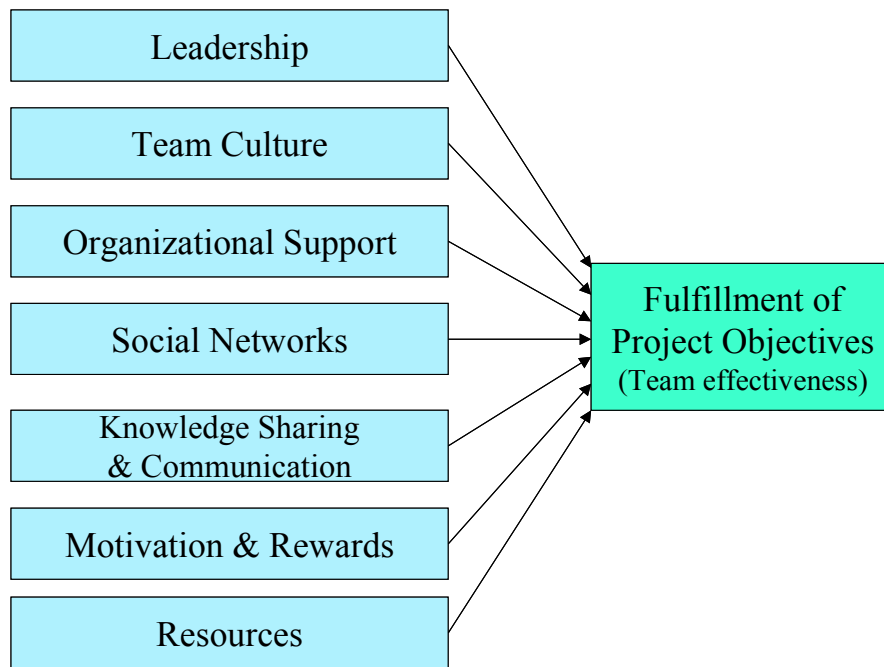 Leadership
Team Culture
Organizational Support
Social Networks
Knowledge Sharing
& Communication
Motivation & Rewards
Resources
Fulfillment of
Project Objectives
(Team effectiveness)